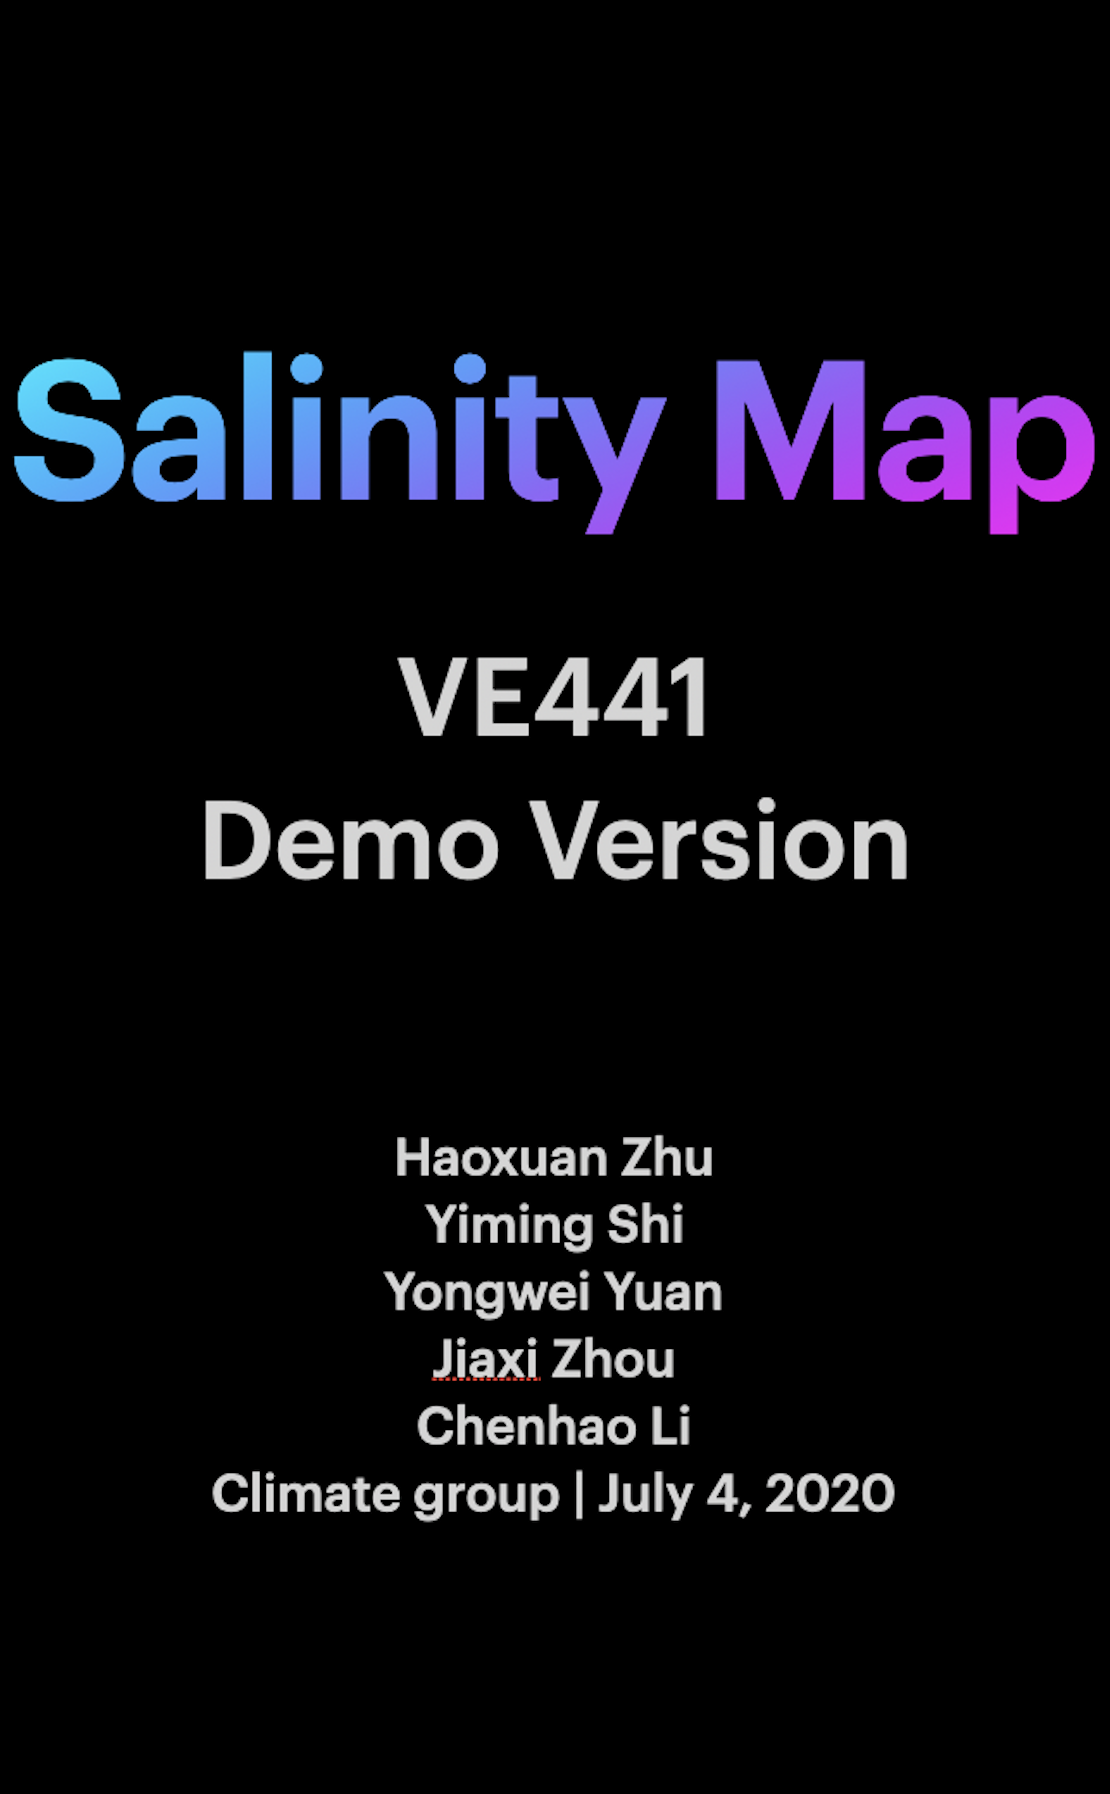 Salinity Map
VE441
Demo Version
Haoxuan Zhu
Yiming Shi
Yongwei Yuan
Jiaxi Zhou
Chenhao Li
Climate group | July 4, 2020